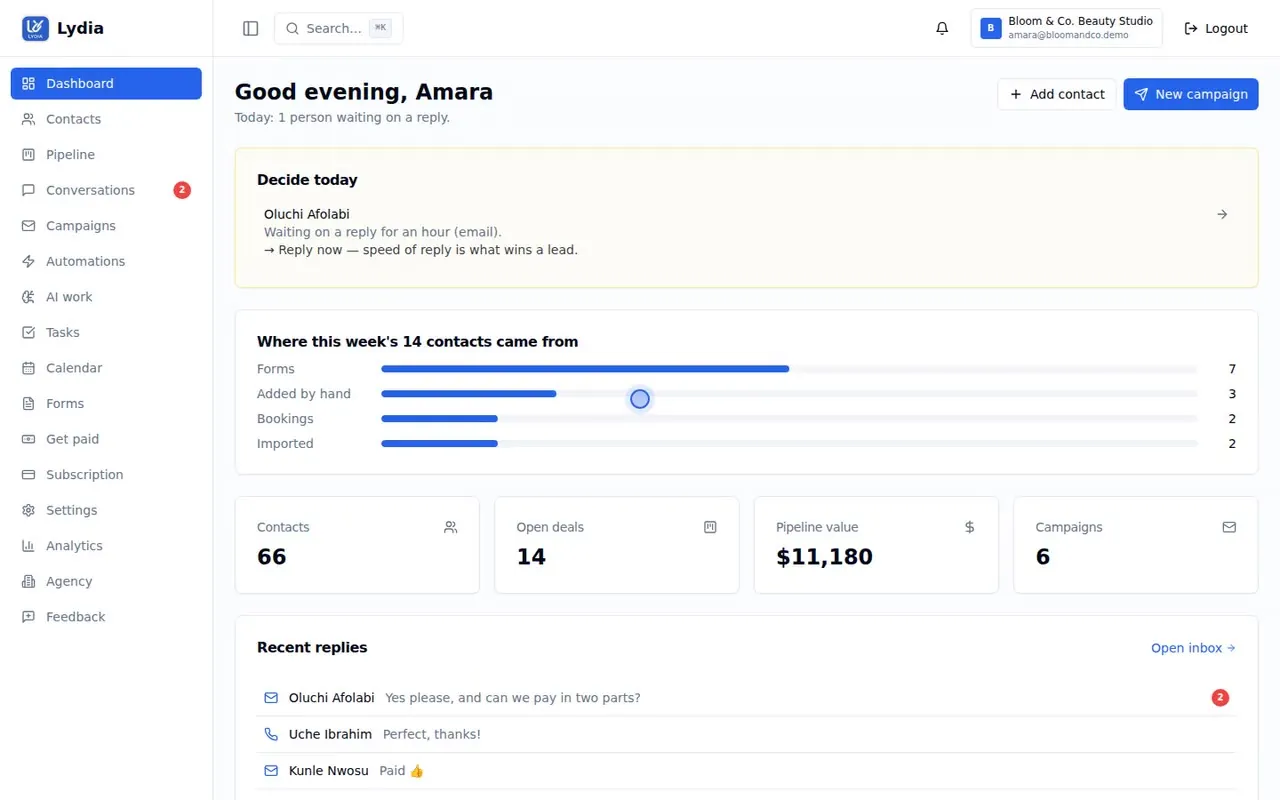 LYDIA
Lydia
Search... ⌘K
B
Bloom & Co. Beauty Studio
amara@bloomandco.demo
Logout
Dashboard
Contacts
Pipeline
Conversations 2
Campaigns
Automations
AI work
Tasks
Calendar
Forms
Get paid
Subscription
Settings
Analytics
Agency
Feedback
Good evening, Amara
Today: 1 person waiting on a reply.
+ Add contact
New campaign
Decide today
Oluchi Afolabi
Waiting on a reply for an hour (email).
→ Reply now — speed of reply is what wins a lead.
Where this week's 14 contacts came from
Forms 7
Added by hand 3
Bookings 2
Imported 2
Contacts
66
Open deals
14
Pipeline value $
$11,180
Campaigns
6
Recent replies
Open inbox →
Oluchi Afolabi Yes please, and can we pay in two parts? 2
Uche Ibrahim Perfect, thanks!
Kunle Nwosu Paid 👍